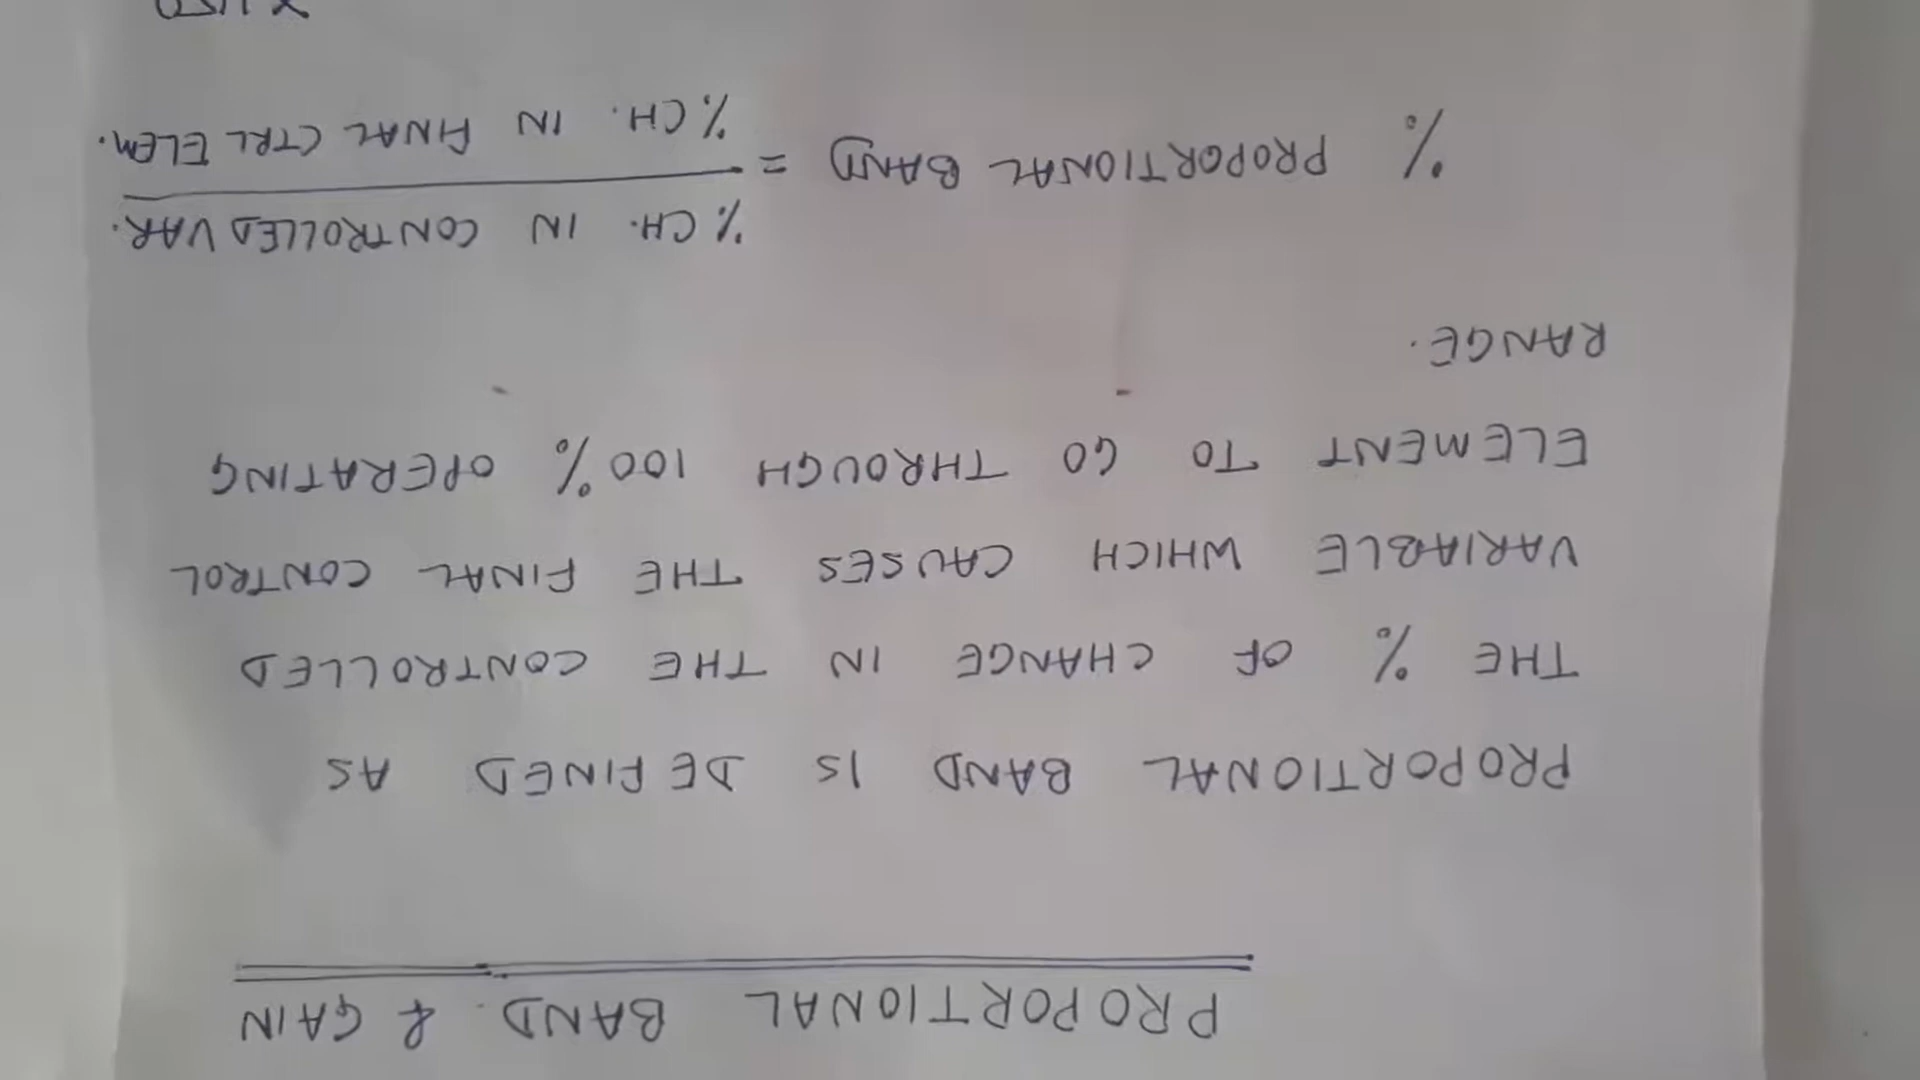 PROPORTIONAL BAND & GAIN
PROPORTIONAL BAND IS DEFINED AS
THE % OF CHANGE IN THE CONTROLLED
VARIABLE WHICH CAUSES THE FINAL CONTROL
ELEMENT TO GO THROUGH 100% OPERATING
RANGE.
% CH. IN CONTROLLED VAR.
% PROPORTIONAL BAND =
% CH. IN FINAL CTRL ELEM.